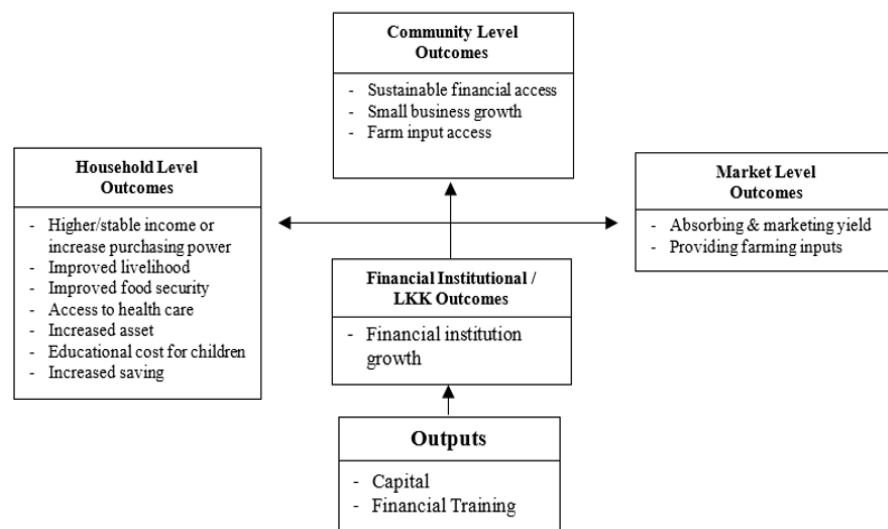 Community Level
Outcomes
- Sustainable financial access
- Small business growth
- Farm input access
Household Level
Outcomes
- Higher/stable income or
increase purchasing power
- Improved livelihood
- Improved food security
- Access to health care
- Increased asset
- Educational cost for children
- Increased saving
Market Level
Outcomes
- Absorbing & marketing yield
- Providing farming inputs
Financial Institutional /
LKK Outcomes
- Financial institution
growth
Outputs
- Capital
- Financial Training